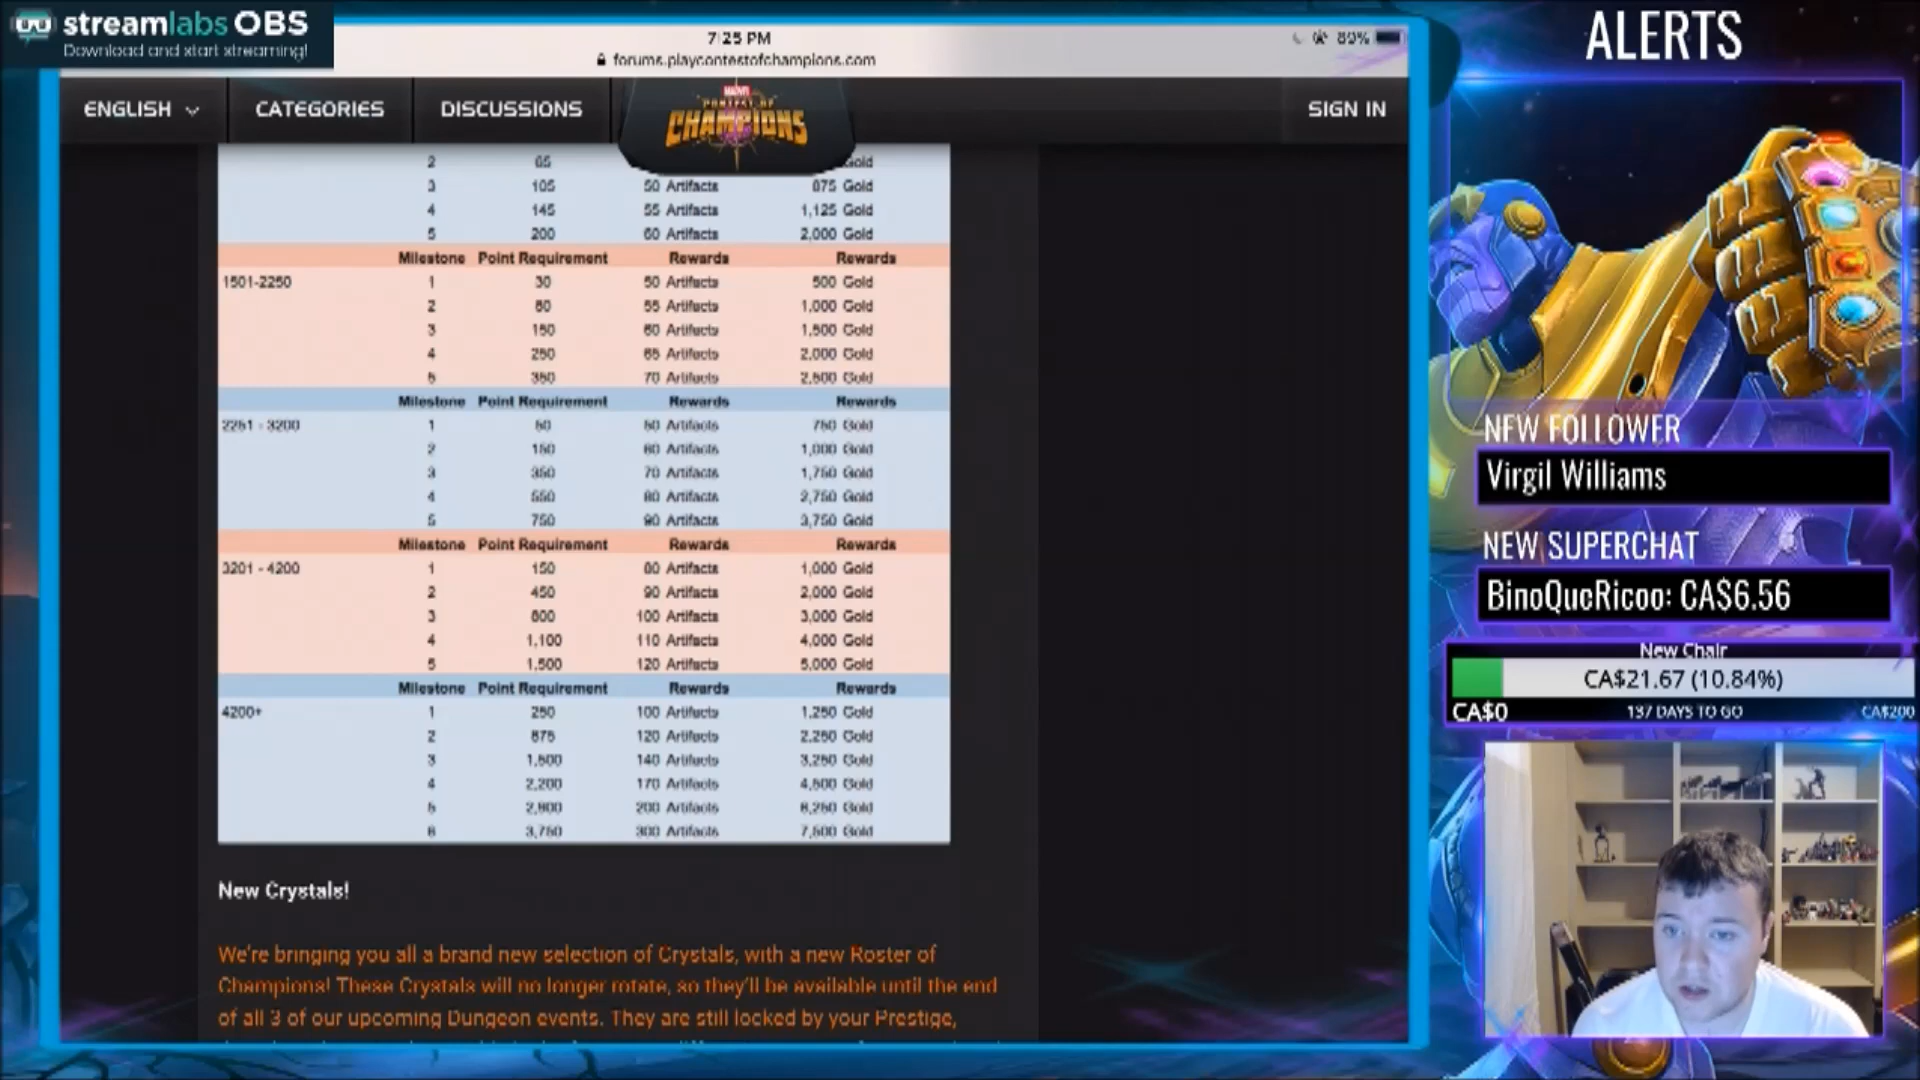 streamlabs OBS
Download and start streaming!
7:25 PM
89%
forums.playcontestofchampions.com
ENGLISH
CATEGORIES
DISCUSSIONS
MARVEL
CONTEST OF
CHAMPIONS
SIGN IN
2 65 Gold
3 105 50 Artifacts 875 Gold
4 145 55 Artifacts 1,125 Gold
5 200 60 Artifacts 2,000 Gold
Milestone Point Requirement Rewards Rewards
1501-2250 1 30 50 Artifacts 500 Gold
2 80 55 Artifacts 1,000 Gold
3 150 60 Artifacts 1,500 Gold
4 250 65 Artifacts 2,000 Gold
5 350 70 Artifacts 2,500 Gold
Milestone Point Requirement Rewards Rewards
2251 - 3200 1 50 50 Artifacts 750 Gold
2 150 60 Artifacts 1,000 Gold
3 350 70 Artifacts 1,750 Gold
4 550 80 Artifacts 2,750 Gold
5 750 90 Artifacts 3,750 Gold
Milestone Point Requirement Rewards Rewards
3201 - 4200 1 150 80 Artifacts 1,000 Gold
2 450 90 Artifacts 2,000 Gold
3 800 100 Artifacts 3,000 Gold
4 1,100 110 Artifacts 4,000 Gold
5 1,500 120 Artifacts 5,000 Gold
Milestone Point Requirement Rewards Rewards
4200+ 1 250 100 Artifacts 1,250 Gold
2 875 120 Artifacts 2,250 Gold
3 1,500 140 Artifacts 3,250 Gold
4 2,200 170 Artifacts 4,500 Gold
5 2,900 200 Artifacts 6,250 Gold
6 3,750 300 Artifacts 7,500 Gold
New Crystals!
We're bringing you all a brand new selection of Crystals, with a new Roster of
Champions! These Crystals will no longer rotate, so they'll be available until the end
of all 3 of our upcoming Dungeon events. They are still locked by your Prestige,
ALERTS
NEW FOLLOWER
Virgil Williams
NEW SUPERCHAT
BinoQueRicoo: CA$6.56
New Chair
CA$21.67 (10.84%)
CA$0
137 DAYS TO GO
CA$200